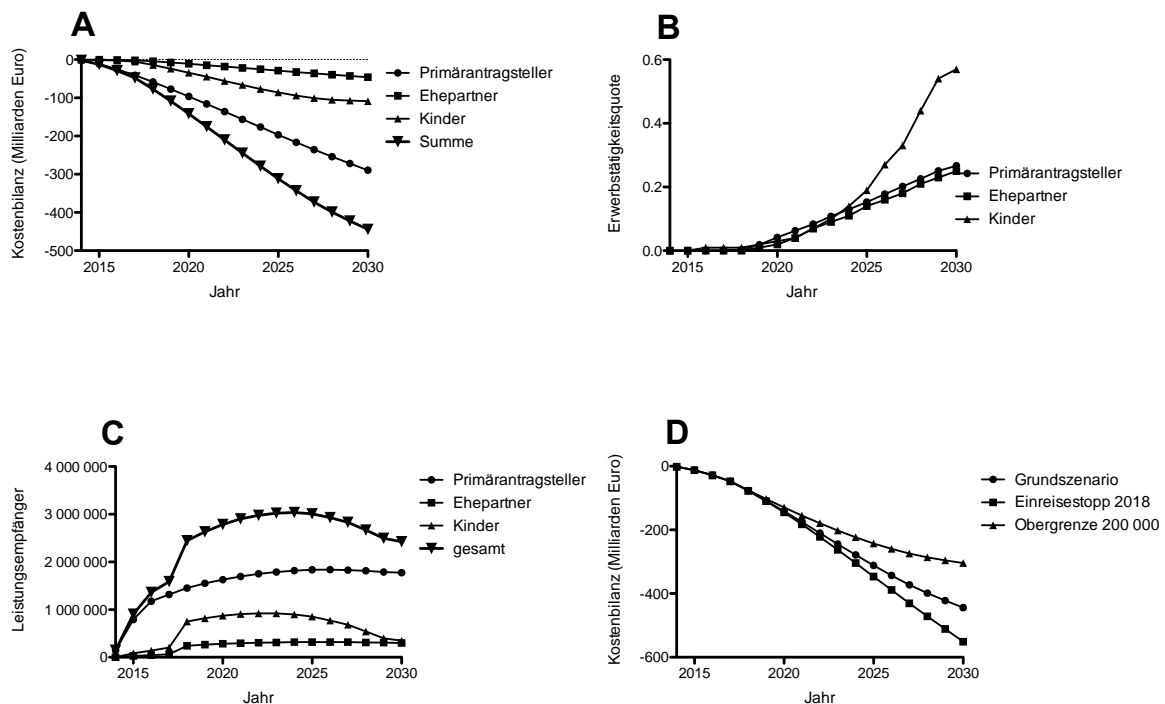 A
Kostenbilanz (Milliarden Euro)
0
-100
-200
-300
-400
-500
2015
2020
2025
2030
Jahr
Primärantragsteller
Ehepartner
Kinder
Summe
B
Erwerbstätigkeitsquote
0.6
0.4
0.2
0.0
2015
2020
2025
2030
Jahr
Primärantragsteller
Ehepartner
Kinder
C
Leistungsempfänger
4 000 000
3 000 000
2 000 000
1 000 000
0
2015
2020
2025
2030
Jahr
Primärantragsteller
Ehepartner
Kinder
gesamt
D
Kostenbilanz (Milliarden Euro)
0
-200
-400
-600
2015
2020
2025
2030
Jahr
Grundszenario
Einreisestopp 2018
Obergrenze 200 000